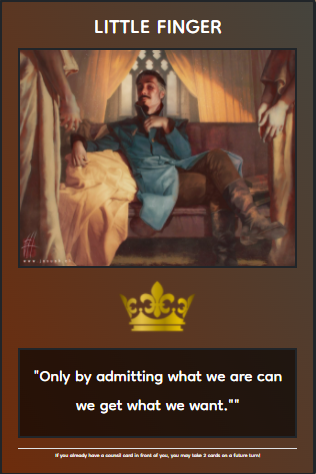 LITTLE FINGER
"Only by admitting what we are can
we get what we want.""
If you already have a council card in front of you, you may take 2 cards on a future turn!